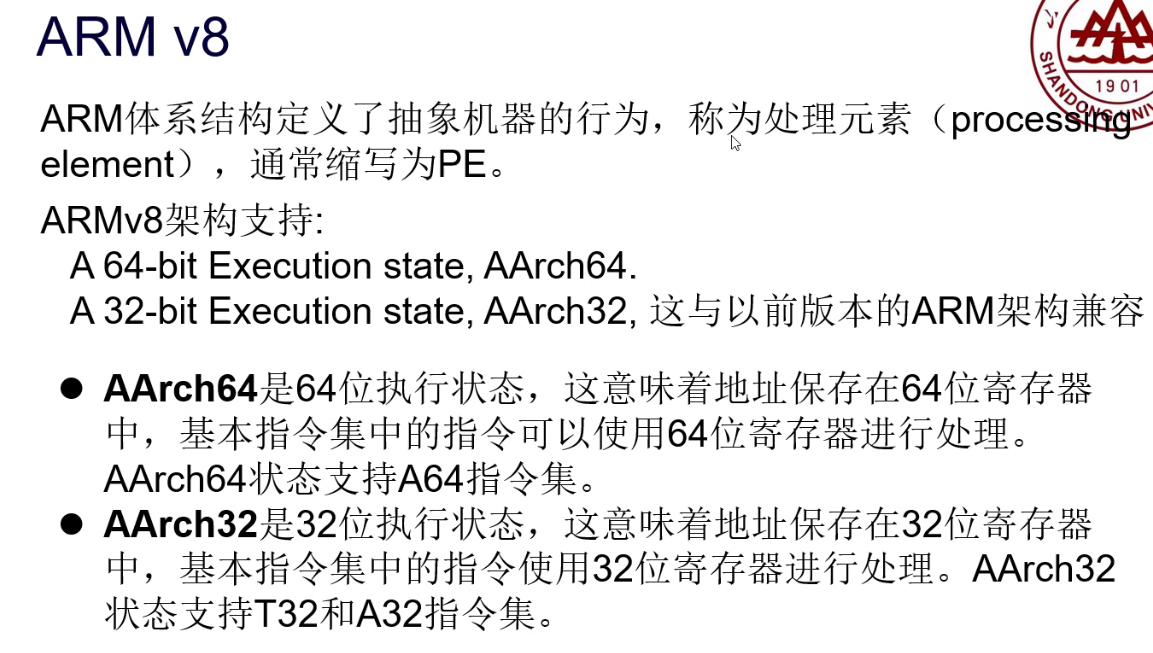 ARM v8
SHANDONG UNIV
1901
ARM体系结构定义了抽象机器的行为，称为处理元素（processing
element），通常缩写为PE。
ARMv8架构支持:
A 64-bit Execution state, AArch64.
A 32-bit Execution state, AArch32, 这与以前版本的ARM架构兼容
● AArch64是64位执行状态，这意味着地址保存在64位寄存器
中，基本指令集中的指令可以使用64位寄存器进行处理。
AArch64状态支持A64指令集。
● AArch32是32位执行状态，这意味着地址保存在32位寄存器
中，基本指令集中的指令使用32位寄存器进行处理。AArch32
状态支持T32和A32指令集。